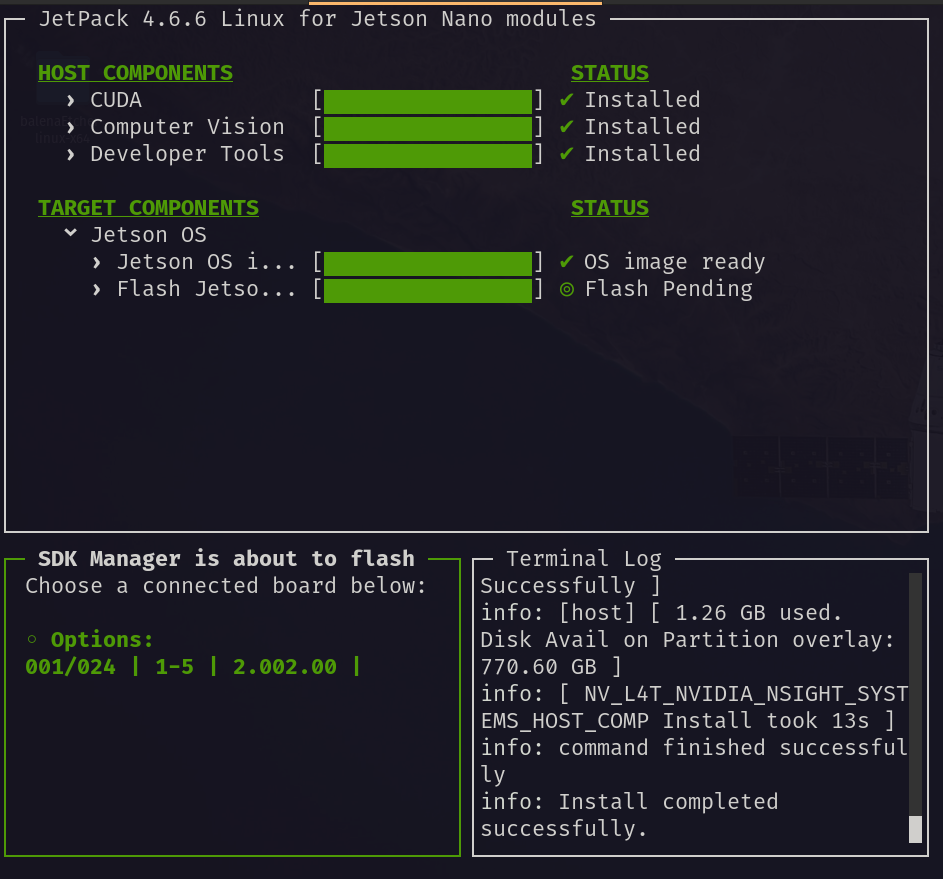 JetPack 4.6.6 Linux for Jetson Nano modules
HOST COMPONENTS STATUS
› CUDA [ ] ✔ Installed
› Computer Vision [ ] ✔ Installed
› Developer Tools [ ] ✔ Installed
TARGET COMPONENTS STATUS
⌄ Jetson OS
› Jetson OS i... [ ] ✔ OS image ready
› Flash Jetso... [ ] ◎ Flash Pending
SDK Manager is about to flash
Choose a connected board below:
◦ Options:
001/024 | 1-5 | 2.002.00 |
Terminal Log
Successfully ]
info: [host] [ 1.26 GB used.
Disk Avail on Partition overlay:
770.60 GB ]
info: [ NV_L4T_NVIDIA_NSIGHT_SYST
EMS_HOST_COMP Install took 13s ]
info: command finished successful
ly
info: Install completed
successfully.